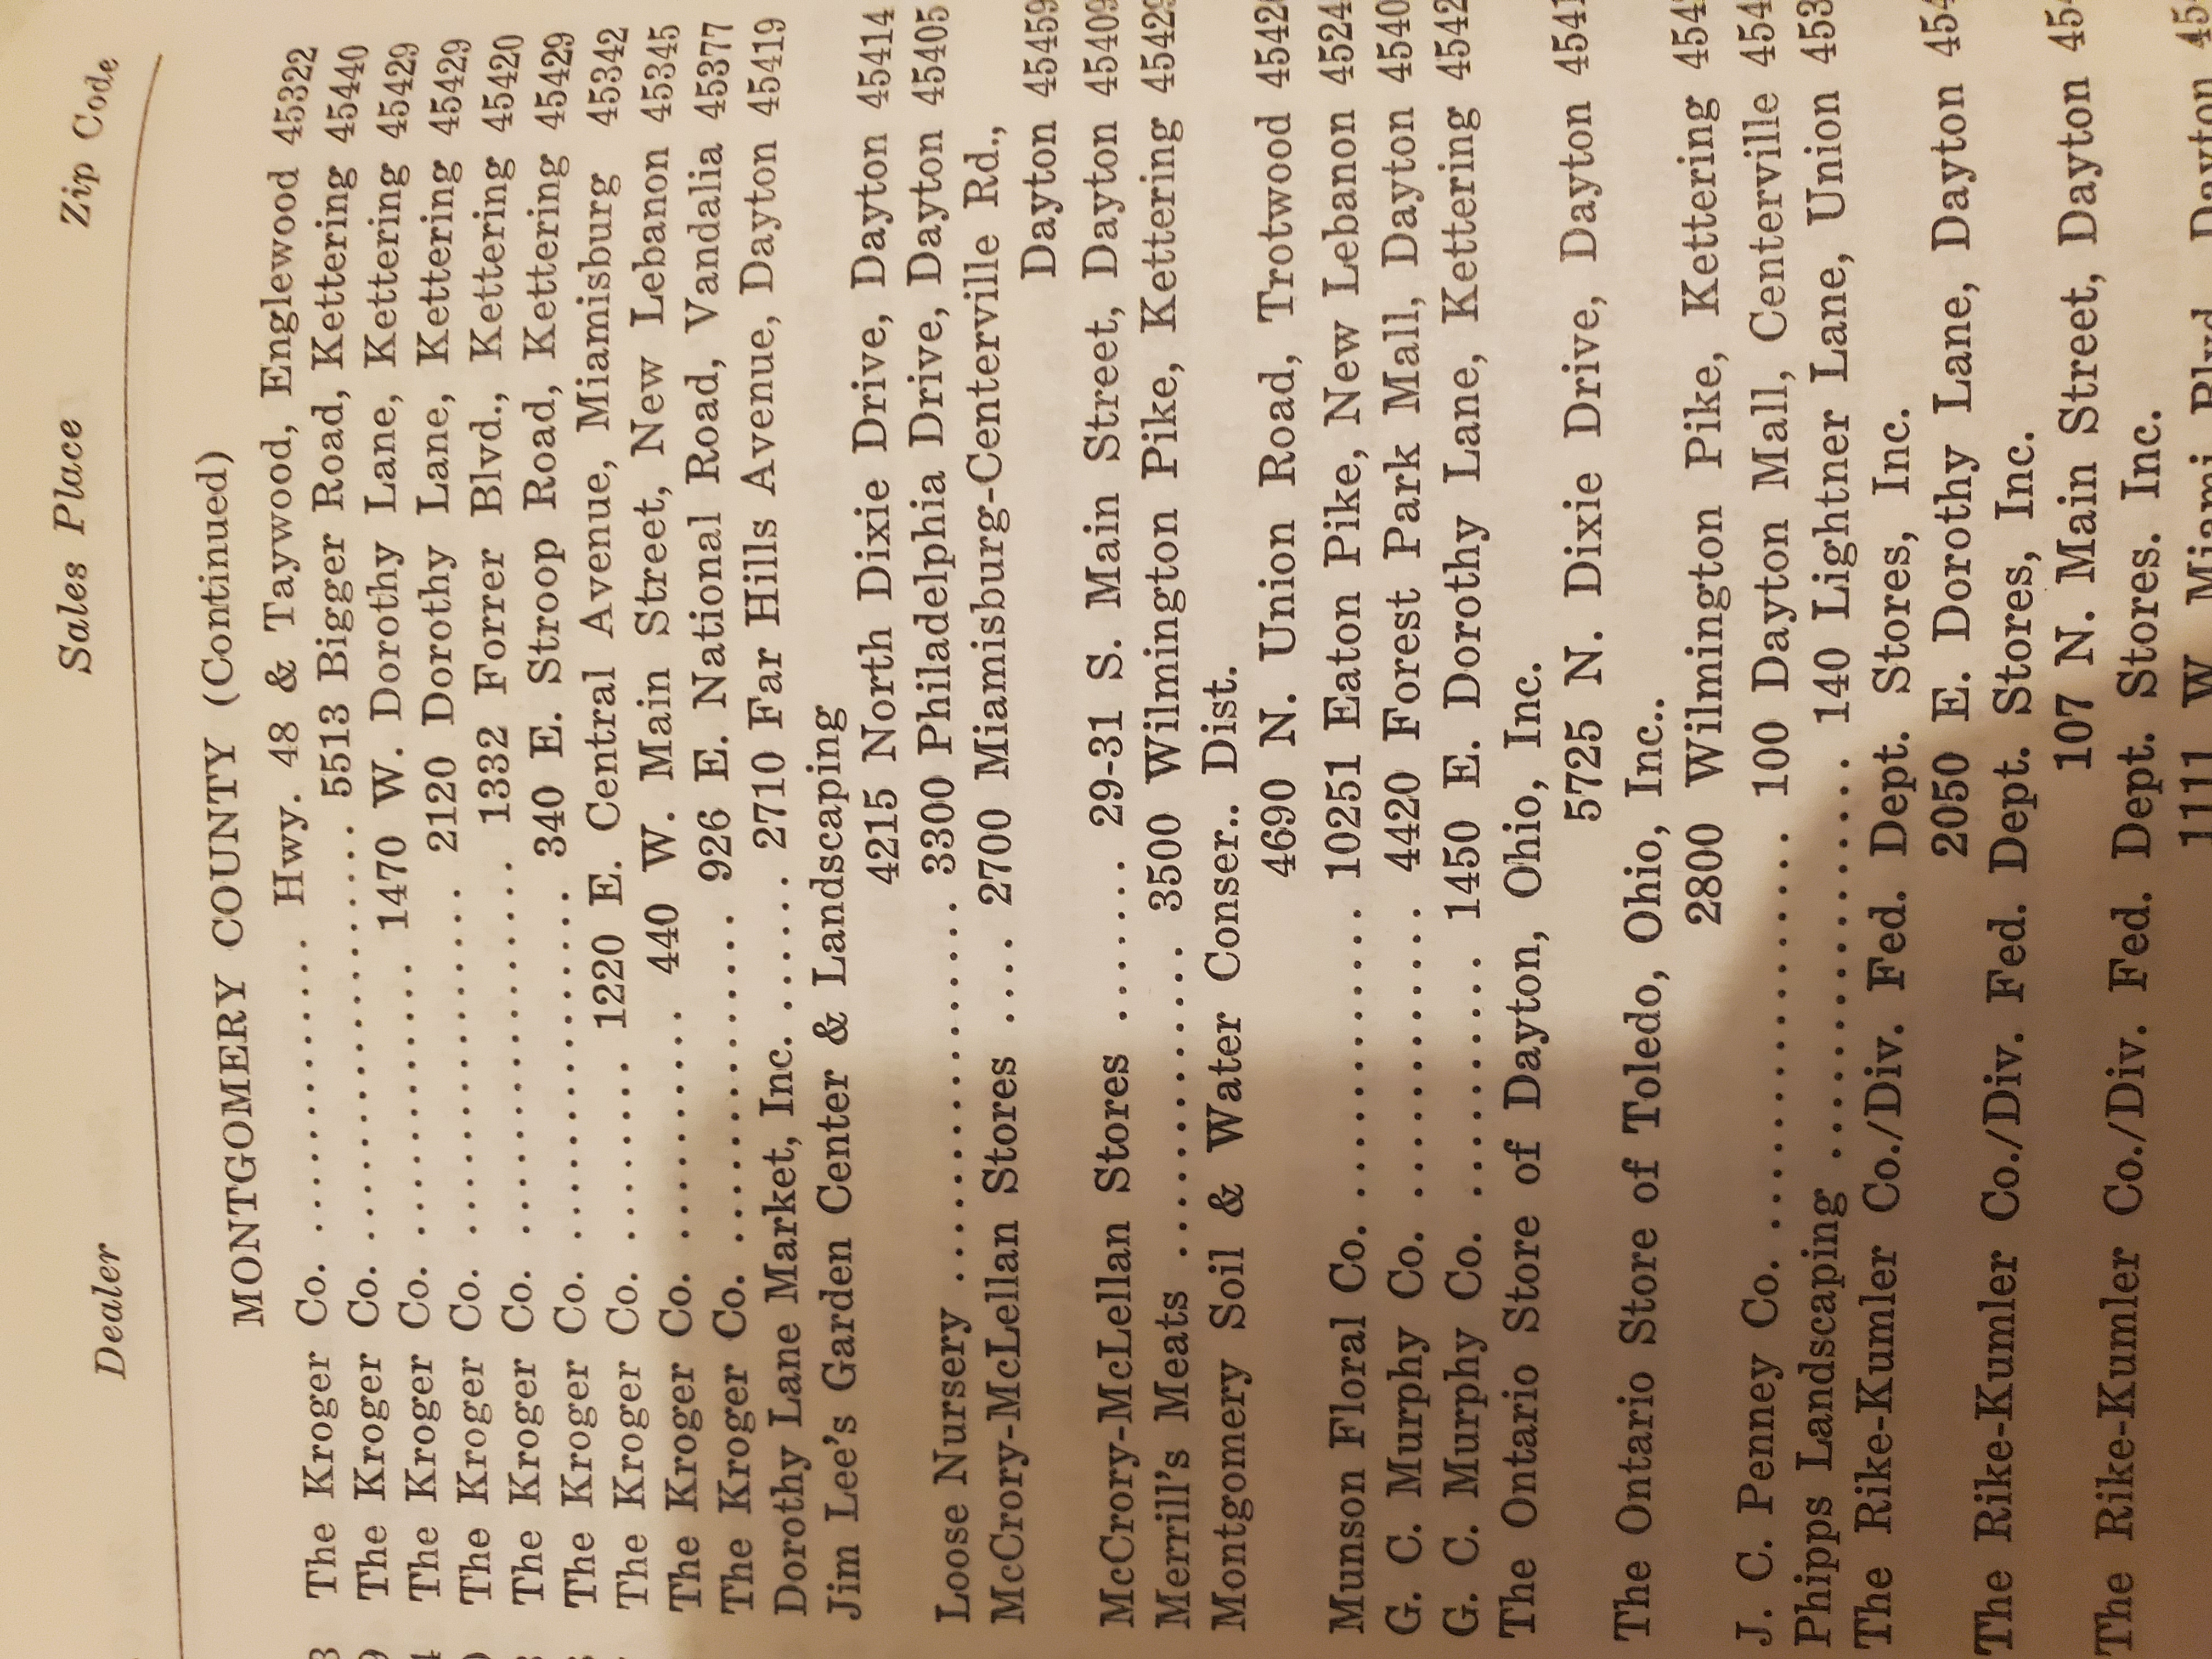 Dealer Sales Place Zip Code
MONTGOMERY COUNTY (Continued)
The Kroger Co. .............. Hwy. 48 & Taywood, Englewood 45322
The Kroger Co. .................. 5513 Bigger Road, Kettering 45440
The Kroger Co. ............. 1470 W. Dorothy Lane, Kettering 45429
The Kroger Co. ................ 2120 Dorothy Lane, Kettering 45429
The Kroger Co. ................. 1332 Forrer Blvd., Kettering 45420
The Kroger Co. ................ 340 E. Stroop Road, Kettering 45429
The Kroger Co. ......... 1220 E. Central Avenue, Miamisburg 45342
The Kroger Co. ........... 440 W. Main Street, New Lebanon 45345
The Kroger Co. ............... 926 E. National Road, Vandalia 45377
Dorothy Lane Market, Inc. ...... 2710 Far Hills Avenue, Dayton 45419
Jim Lee's Garden Center & Landscaping
4215 North Dixie Drive, Dayton 45414
Loose Nursery ................. 3300 Philadelphia Drive, Dayton 45405
McCrory-McLellan Stores .... 2700 Miamisburg-Centerville Rd.,
Dayton 45459
McCrory-McLellan Stores ...... 29-31 S. Main Street, Dayton 45409
Merrill's Meats ............. 3500 Wilmington Pike, Kettering 45429
Montgomery Soil & Water Conser.. Dist.
4690 N. Union Road, Trotwood
Munson Floral Co. ............ 10251 Eaton Pike, New Lebanon
G. C. Murphy Co. ............ 4420 Forest Park Mall, Dayton
G. C. Murphy Co. .......... 1450 E. Dorothy Lane, Kettering
The Ontario Store of Dayton, Ohio, Inc.
5725 N. Dixie Drive, Dayton
The Ontario Store of Toledo, Ohio, Inc..
2800 Wilmington Pike, Kettering
J. C. Penney Co. .................. 100 Dayton Mall, Centerville
Phipps Landscaping ................ 140 Lightner Lane, Union
The Rike-Kumler Co./Div. Fed. Dept. Stores, Inc.
2050 E. Dorothy Lane, Dayton
The Rike-Kumler Co./Div. Fed. Dept. Stores, Inc.
107 N. Main Street, Dayton
The Rike-Kumler Co./Div. Fed. Dept. Stores. Inc.
1111 W. Miami Dayton